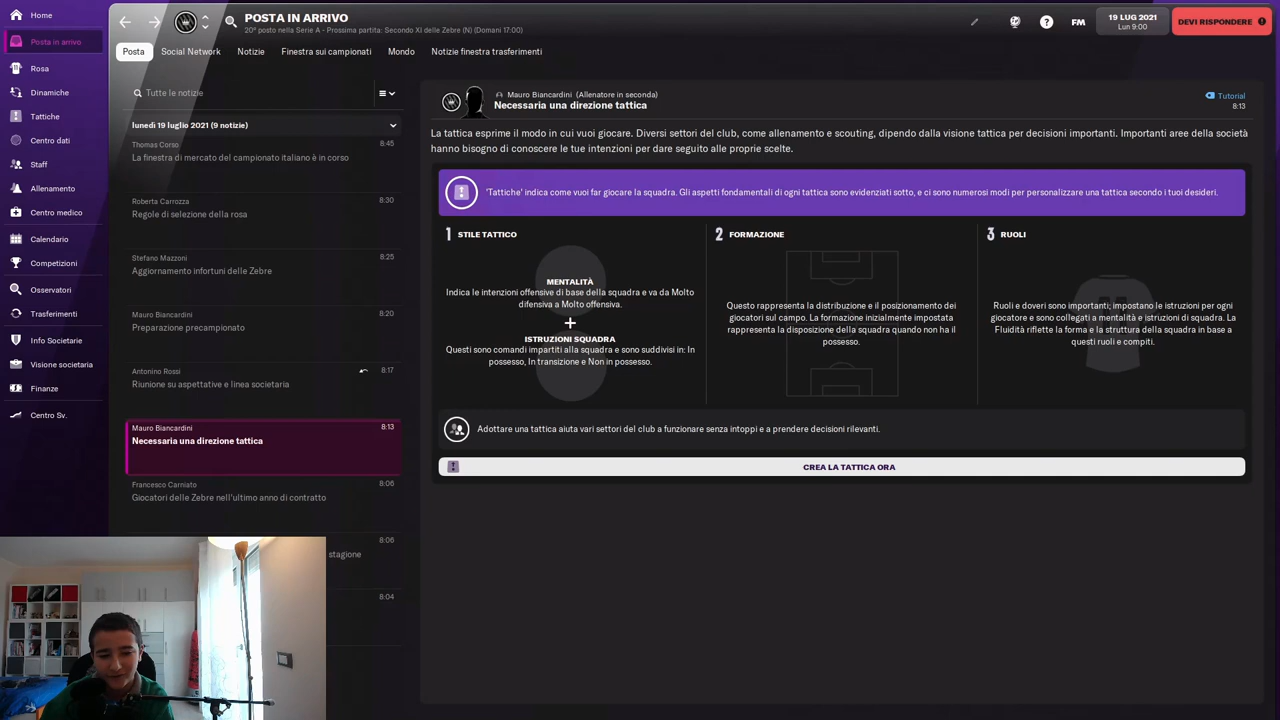 Home
Posta in arrivo
Rosa
Dinamiche
Tattiche
Centro dati
Staff
Allenamento
Centro medico
Calendario
Competizioni
Osservatori
Trasferimenti
Info Societarie
Visione societaria
Finanze
Centro Sv.
POSTA IN ARRIVO
20° posto nella Serie A - Prossima partita: Secondo XI delle Zebre (N) (Domani 17:00)
FM
19 LUG 2021
Lun 9:00
DEVI RISPONDERE
Posta
Social Network
Notizie
Finestra sui campionati
Mondo
Notizie finestra trasferimenti
Tutte le notizie
lunedì 19 luglio 2021 (9 notizie)
Thomas Corso 8:45
La finestra di mercato del campionato italiano è in corso
Roberta Carrozza 8:30
Regole di selezione della rosa
Stefano Mazzoni 8:25
Aggiornamento infortuni delle Zebre
Mauro Biancardini 8:20
Preparazione precampionato
Antonino Rossi 8:17
Riunione su aspettative e linea societaria
Mauro Biancardini 8:13
Necessaria una direzione tattica
Francesco Carniato 8:06
Giocatori delle Zebre nell'ultimo anno di contratto
8:06
stagione
8:04
Mauro Biancardini (Allenatore in seconda)
Necessaria una direzione tattica
Tutorial
8:13
La tattica esprime il modo in cui vuoi giocare. Diversi settori del club, come allenamento e scouting, dipendo dalla visione tattica per decisioni importanti. Importanti aree della società
hanno bisogno di conoscere le tue intenzioni per dare seguito alle proprie scelte.
'Tattiche' indica come vuoi far giocare la squadra. Gli aspetti fondamentali di ogni tattica sono evidenziati sotto, e ci sono numerosi modi per personalizzare una tattica secondo i tuoi desideri.
1 STILE TATTICO
MENTALITÀ
Indica le intenzioni offensive di base della squadra e va da Molto
difensiva a Molto offensiva.
+
ISTRUZIONI SQUADRA
Questi sono comandi impartiti alla squadra e sono suddivisi in: In
possesso, In transizione e Non in possesso.
2 FORMAZIONE
Questo rappresenta la distribuzione e il posizionamento dei
giocatori sul campo. La formazione inizialmente impostata
rappresenta la disposizione della squadra quando non ha il
possesso.
3 RUOLI
Ruoli e doveri sono importanti; impostano le istruzioni per ogni
giocatore e sono collegati a mentalità e istruzioni di squadra. La
Fluidità riflette la forma e la struttura della squadra in base a
questi ruoli e compiti.
Adottare una tattica aiuta vari settori del club a funzionare senza intoppi e a prendere decisioni rilevanti.
CREA LA TATTICA ORA